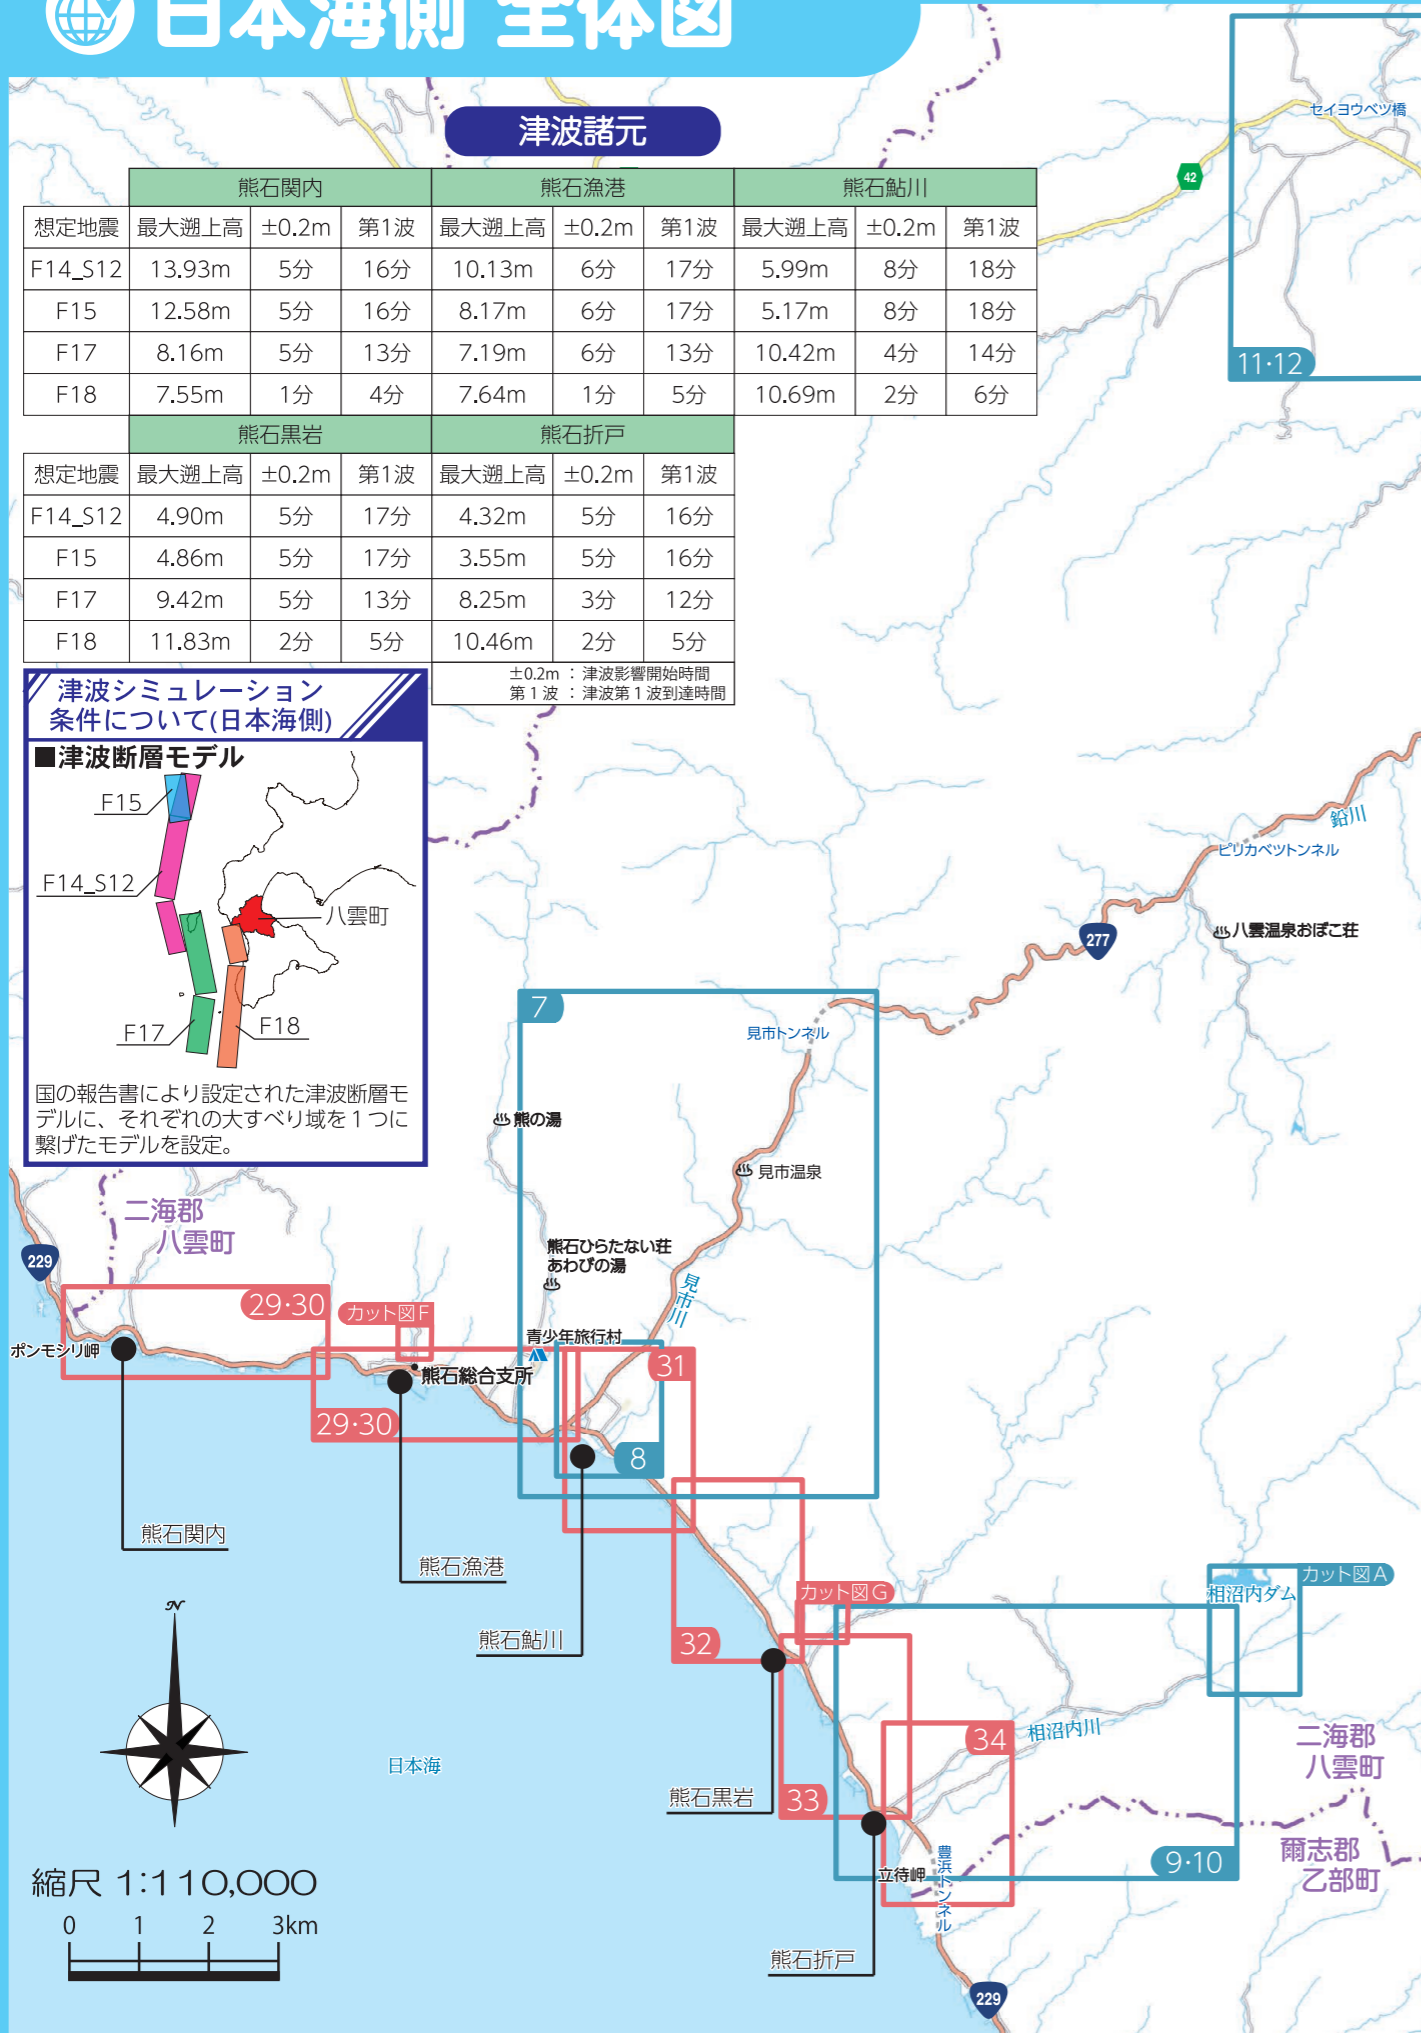 日本海側 全体図
津波諸元
熊石関内 熊石漁港 熊石鮎川
想定地震 最大遡上高 ±0.2m 第1波 最大遡上高 ±0.2m 第1波 最大遡上高 ±0.2m 第1波
F14_S12 13.93m 5分 16分 10.13m 6分 17分 5.99m 8分 18分
F15 12.58m 5分 16分 8.17m 6分 17分 5.17m 8分 18分
F17 8.16m 5分 13分 7.19m 6分 13分 10.42m 4分 14分
F18 7.55m 1分 4分 7.64m 1分 5分 10.69m 2分 6分
熊石黒岩 熊石折戸
想定地震 最大遡上高 ±0.2m 第1波 最大遡上高 ±0.2m 第1波
F14_S12 4.90m 5分 17分 4.32m 5分 16分
F15 4.86m 5分 17分 3.55m 5分 16分
F17 9.42m 5分 13分 8.25m 3分 12分
F18 11.83m 2分 5分 10.46m 2分 5分
±0.2m ： 津波影響開始時間
第1波 ： 津波第1波到達時間
津波シミュレーション
条件について(日本海側)
■津波断層モデル
F15
F14_S12
八雲町
F17
F18
国の報告書により設定された津波断層モ
デルに、それぞれの大すべり域を1つに
繋げたモデルを設定。
セイヨウベツ橋
42
11・12
鉛川
ピリカベツトンネル
277
八雲温泉おぼこ荘
7
見市トンネル
熊の湯
見市温泉
二海郡
八雲町
229
熊石ひらたない荘
あわびの湯
見市川
29・30
カット図F
ポンモシリ岬
青少年旅行村
熊石総合支所
31
29・30
8
熊石関内
熊石漁港
カット図A
相沼内ダム
カット図G
熊石鮎川
32
N
34
相沼内川
二海郡
八雲町
日本海
熊石黒岩
33
9・10
爾志郡
乙部町
立待岬
豊浜トンネル
縮尺 1:110,000
0 1 2 3km
熊石折戸
229